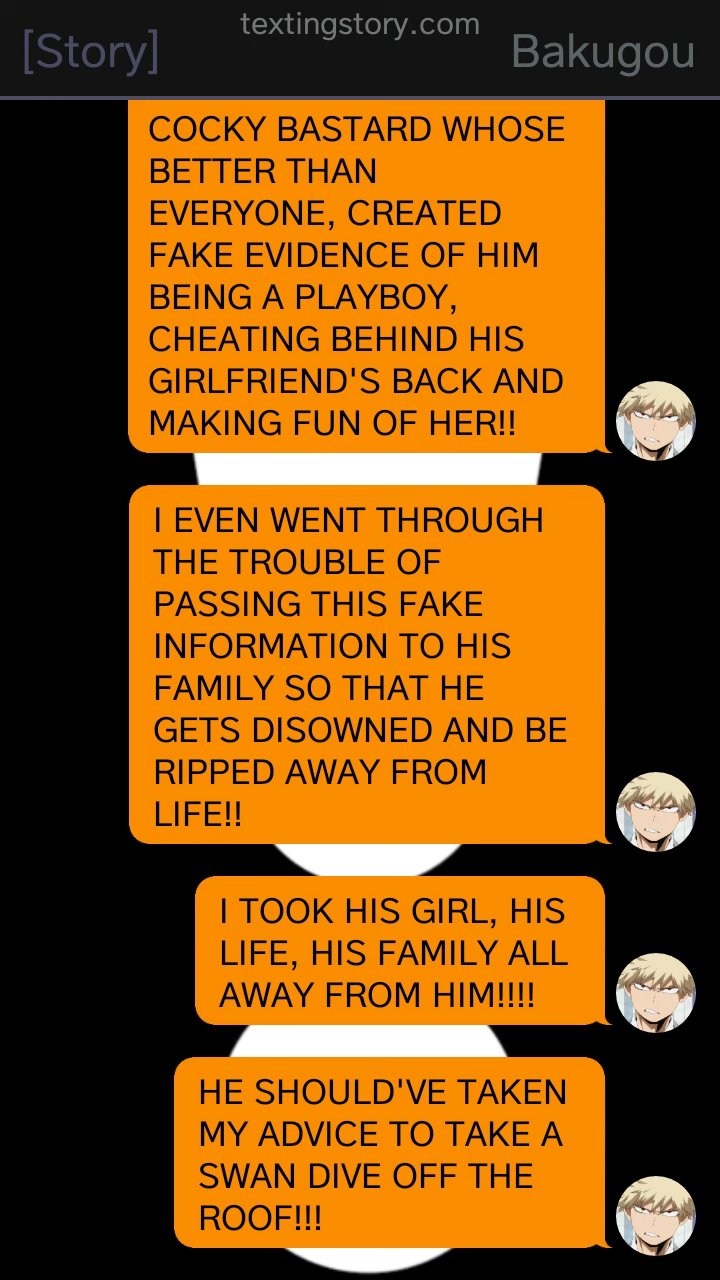 textingstory.com
[Story]
Bakugou
COCKY BASTARD WHOSE
BETTER THAN
EVERYONE, CREATED
FAKE EVIDENCE OF HIM
BEING A PLAYBOY,
CHEATING BEHIND HIS
GIRLFRIEND'S BACK AND
MAKING FUN OF HER!!
I EVEN WENT THROUGH
THE TROUBLE OF
PASSING THIS FAKE
INFORMATION TO HIS
FAMILY SO THAT HE
GETS DISOWNED AND BE
RIPPED AWAY FROM
LIFE!!
I TOOK HIS GIRL, HIS
LIFE, HIS FAMILY ALL
AWAY FROM HIM!!!!
HE SHOULD'VE TAKEN
MY ADVICE TO TAKE A
SWAN DIVE OFF THE
ROOF!!!